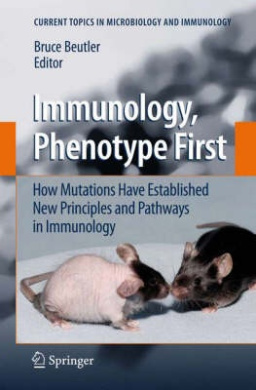 CURRENT TOPICS IN MICROBIOLOGY AND IMMUNOLOGY
Bruce Beutler
Editor
Immunology,
Phenotype First
How Mutations Have Established
New Principles and Pathways
in Immunology
Springer